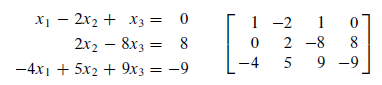 x₁ − 2x₂ + x₃ = 0 [ 1 −2 1 0 ]
2x₂ − 8x₃ = 8 [ 0 2 −8 8 ]
−4x₁ + 5x₂ + 9x₃ = −9 [ −4 5 9 −9 ]